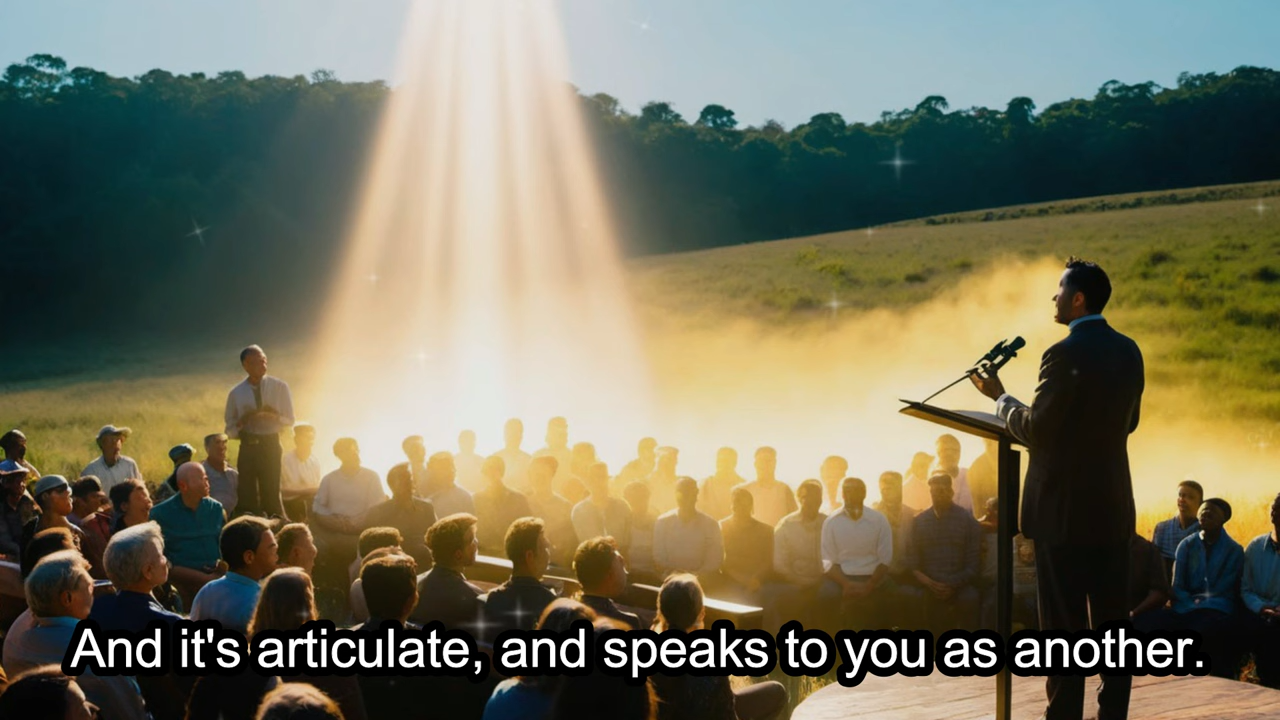 And it's articulate, and speaks to you as another.